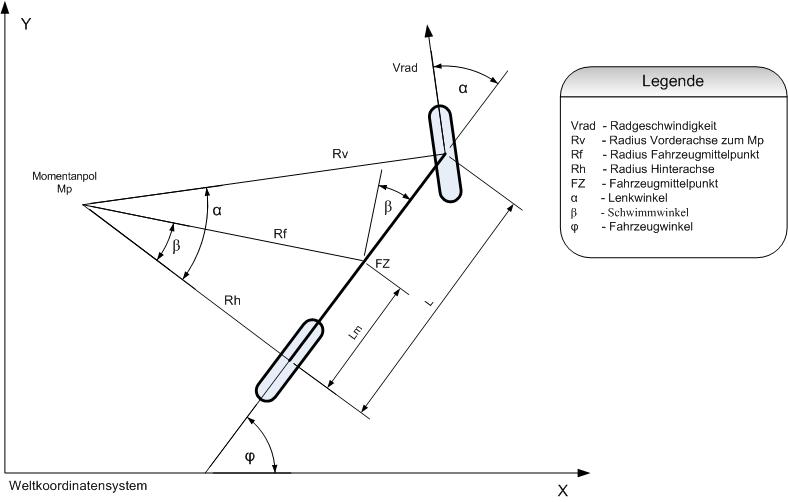 Y
Vrad
α
Legende
Vrad - Radgeschwindigkeit
Rv - Radius Vorderachse zum Mp
Rf - Radius Fahrzeugmittelpunkt
Rh - Radius Hinterachse
FZ - Fahrzeugmittelpunkt
α - Lenkwinkel
β - Schwimmwinkel
φ - Fahrzeugwinkel
Rv
Momentanpol
Mp
α
β
Rf
β
FZ
Rh
Lm
L
φ
Weltkoordinatensystem
X